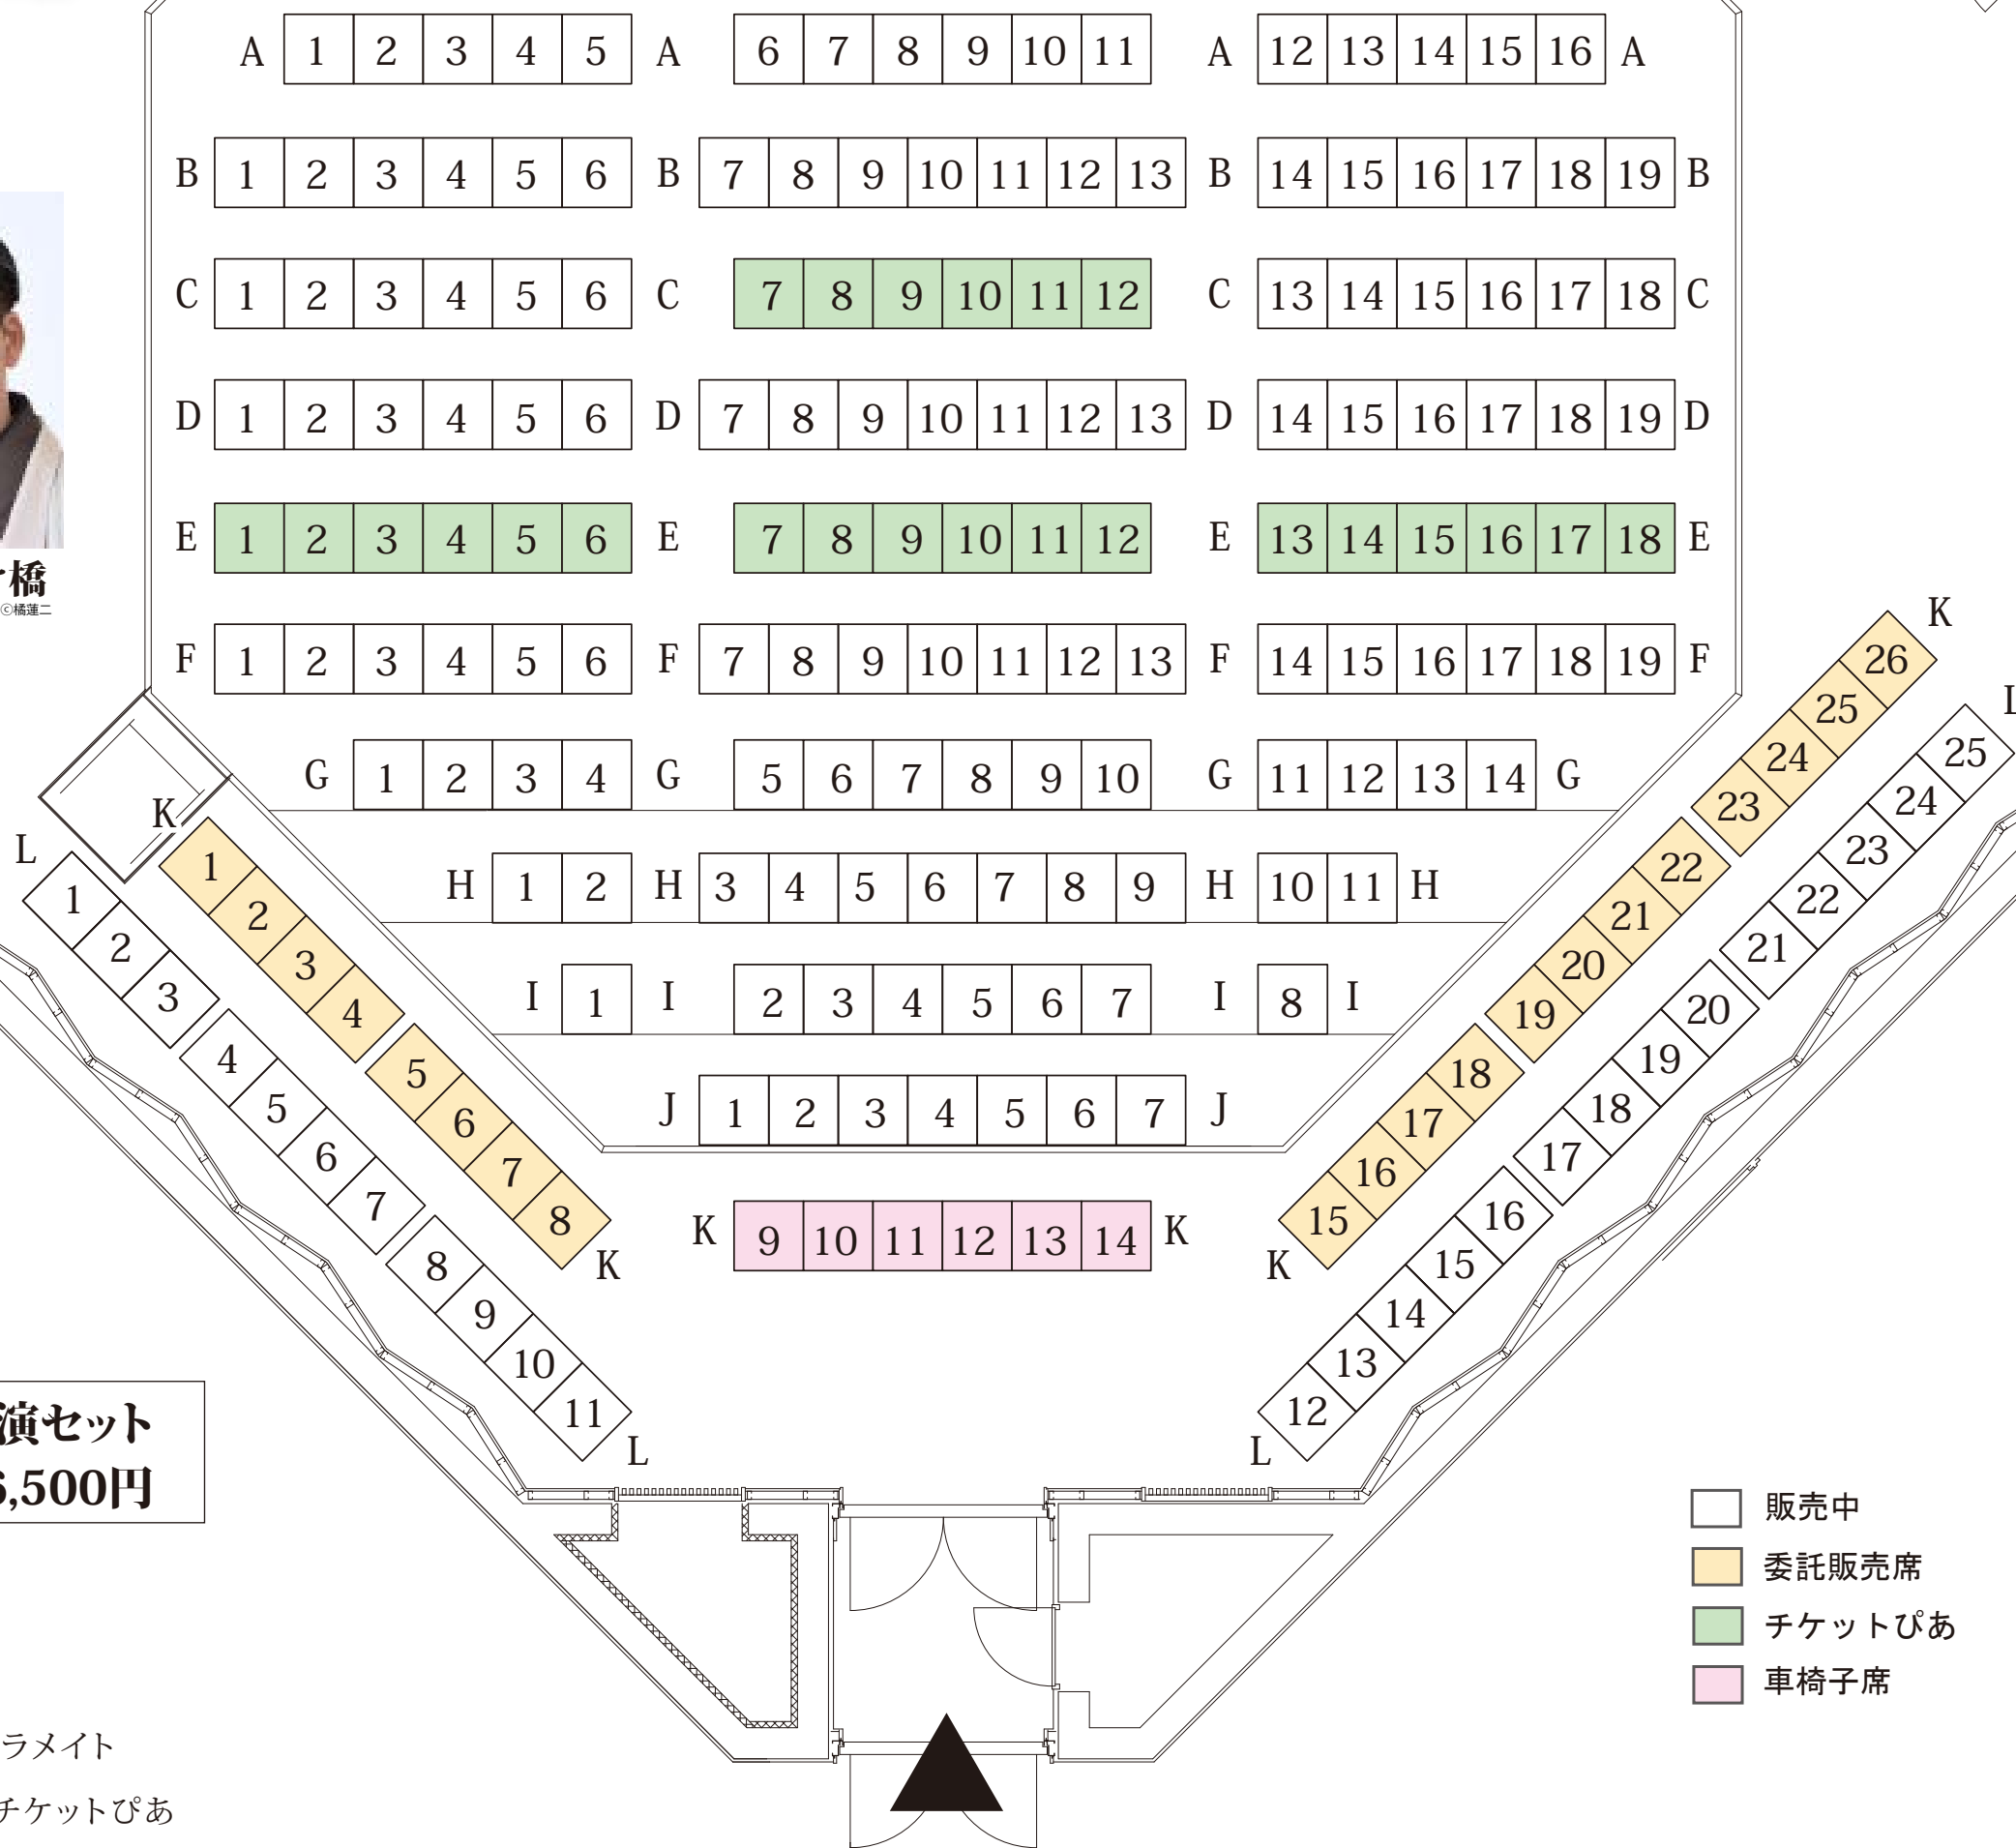 A 1 2 3 4 5 A 6 7 8 9 10 11 A 12 13 14 15 16 A
B 1 2 3 4 5 6 B 7 8 9 10 11 12 13 B 14 15 16 17 18 19 B
C 1 2 3 4 5 6 C 7 8 9 10 11 12 C 13 14 15 16 17 18 C
D 1 2 3 4 5 6 D 7 8 9 10 11 12 13 D 14 15 16 17 18 19 D
E 1 2 3 4 5 6 E 7 8 9 10 11 12 E 13 14 15 16 17 18 E
橋
©橘蓮二
F 1 2 3 4 5 6 F 7 8 9 10 11 12 13 F 14 15 16 17 18 19 F
G 1 2 3 4 G 5 6 7 8 9 10 G 11 12 13 14 G
H 1 2 H 3 4 5 6 7 8 9 H 10 11 H
I 1 I 2 3 4 5 6 7 I 8 I
J 1 2 3 4 5 6 7 J
K 1 2 3 4 5 6 7 8 K
K 9 10 11 12 13 14 K
K 15 16 17 18 19 20 21 22 23 24 25 26 K
L 1 2 3 4 5 6 7 8 9 10 11 L
L 12 13 14 15 16 17 18 19 20 21 22 23 24 25 L
演セット
,500円
販売中
委託販売席
チケットぴあ
車椅子席
ラメイト
チケットぴあ